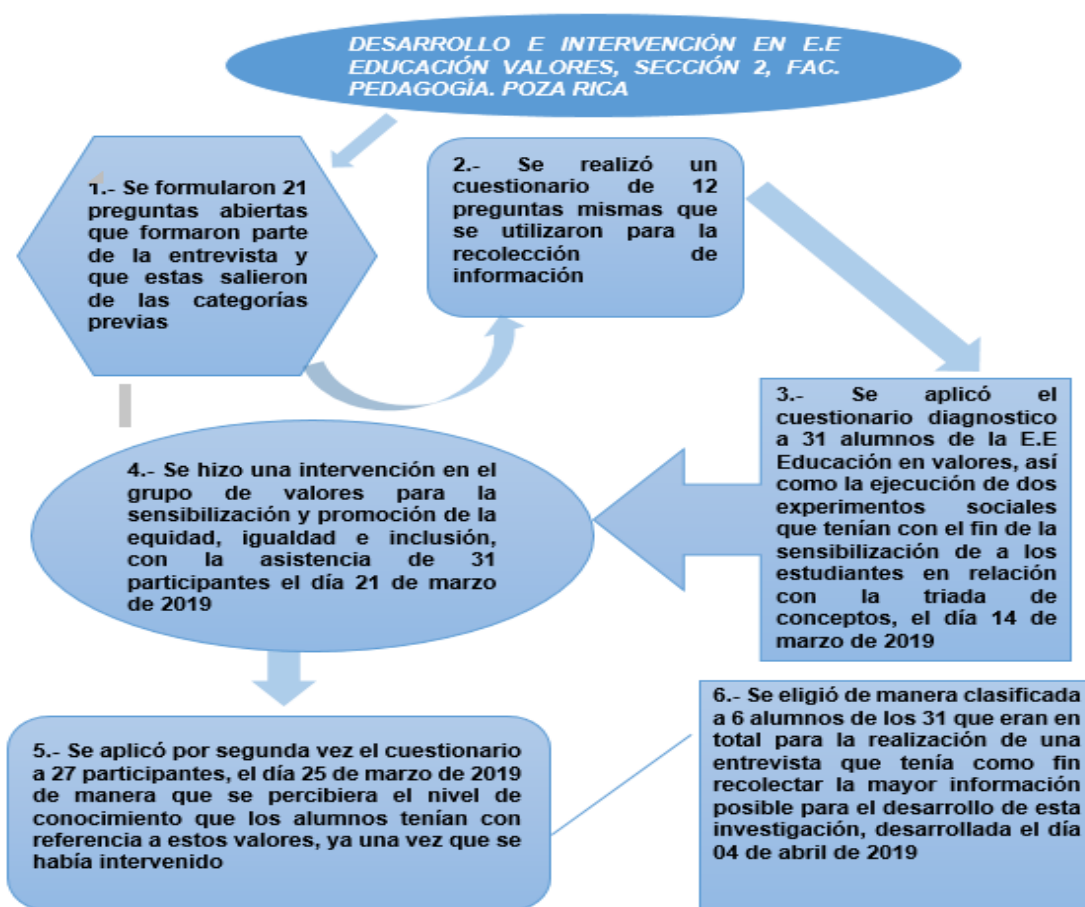 DESARROLLO E INTERVENCIÓN EN E.E
EDUCACIÓN VALORES, SECCIÓN 2, FAC.
PEDAGOGÍA. POZA RICA
1.- Se formularon 21
preguntas abiertas
que formaron parte
de la entrevista y
que estas salieron
de las categorías
previas
2.- Se realizó un
cuestionario de 12
preguntas mismas que
se utilizaron para la
recolección de
información
3.- Se aplicó el
cuestionario diagnostico
a 31 alumnos de la E.E
Educación en valores, así
como la ejecución de dos
experimentos sociales
que tenían con el fin de la
sensibilización de a los
estudiantes en relación
con la triada de
conceptos, el día 14 de
marzo de 2019
4.- Se hizo una intervención en el
grupo de valores para la
sensibilización y promoción de la
equidad, igualdad e inclusión,
con la asistencia de 31
participantes el día 21 de marzo
de 2019
5.- Se aplicó por segunda vez el cuestionario
a 27 participantes, el día 25 de marzo de 2019
de manera que se percibiera el nivel de
conocimiento que los alumnos tenían con
referencia a estos valores, ya una vez que se
había intervenido
6.- Se eligió de manera clasificada
a 6 alumnos de los 31 que eran en
total para la realización de una
entrevista que tenía como fin
recolectar la mayor información
posible para el desarrollo de esta
investigación, desarrollada el día
04 de abril de 2019